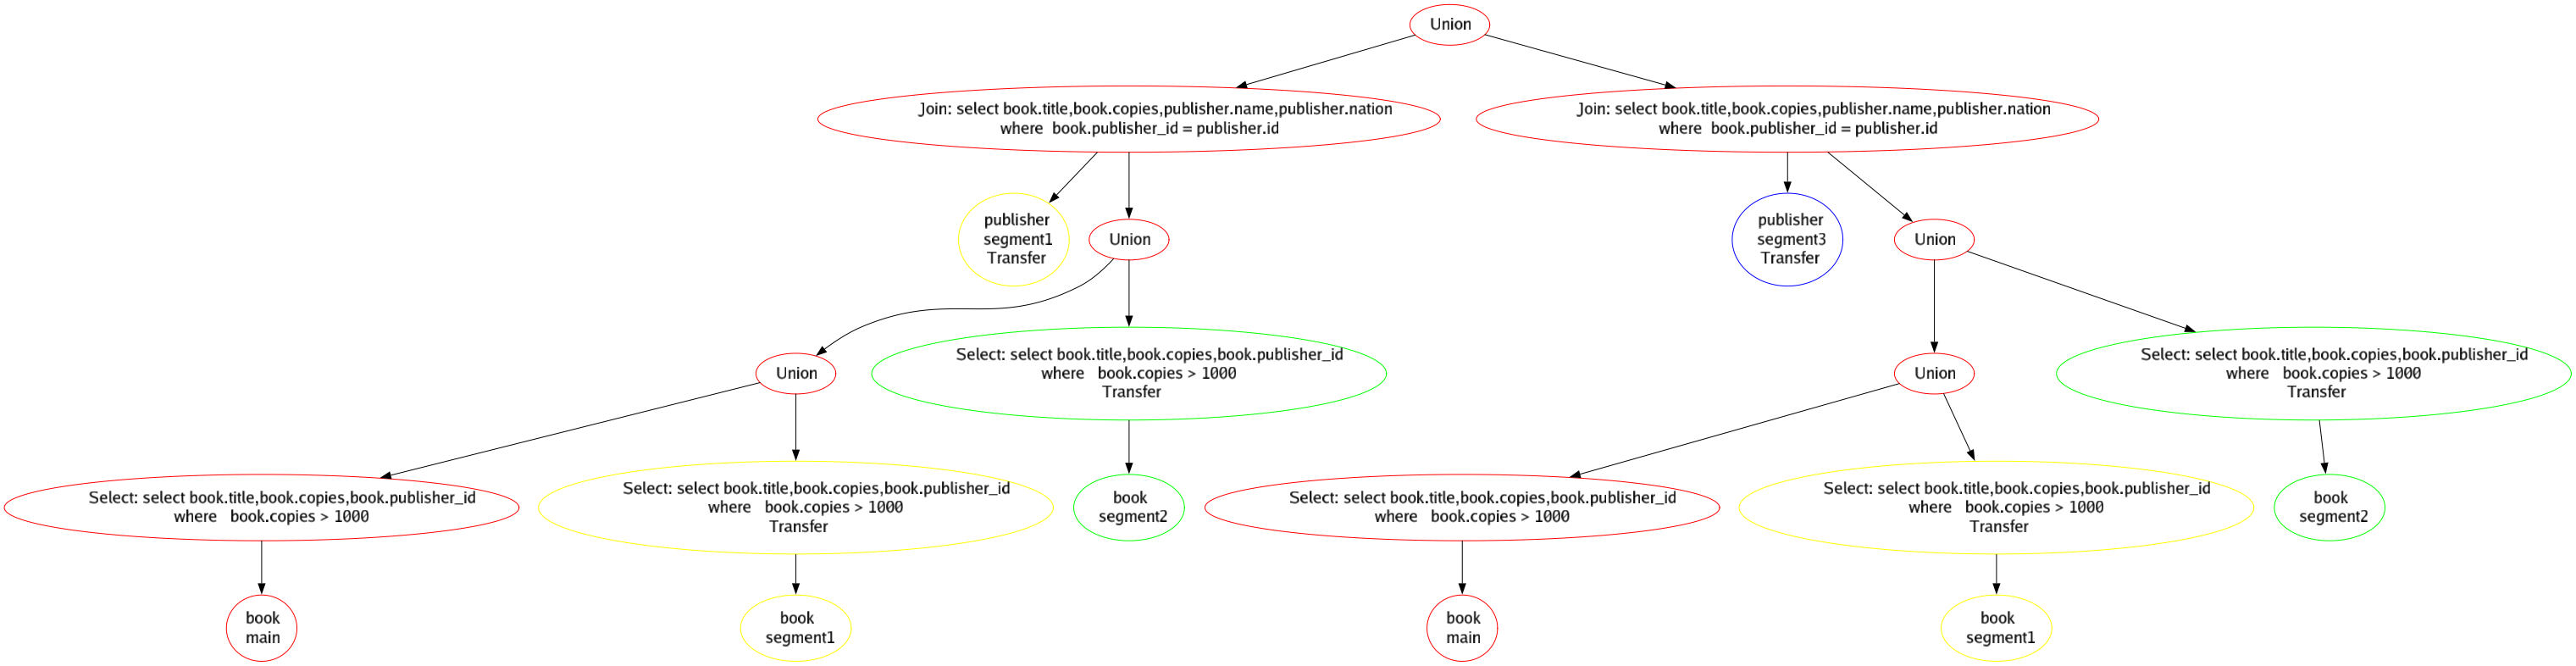 Union
Join: select book.title,book.copies,publisher.name,publisher.nation
where  book.publisher_id = publisher.id
Join: select book.title,book.copies,publisher.name,publisher.nation
where  book.publisher_id = publisher.id
publisher
segment1
Transfer
Union
publisher
segment3
Transfer
Union
Union
Select: select book.title,book.copies,book.publisher_id
where   book.copies > 1000
Transfer
Union
Select: select book.title,book.copies,book.publisher_id
where   book.copies > 1000
Transfer
Select: select book.title,book.copies,book.publisher_id
where   book.copies > 1000
Select: select book.title,book.copies,book.publisher_id
where   book.copies > 1000
Transfer
book
segment2
Select: select book.title,book.copies,book.publisher_id
where   book.copies > 1000
Select: select book.title,book.copies,book.publisher_id
where   book.copies > 1000
Transfer
book
segment2
book
main
book
segment1
book
main
book
segment1